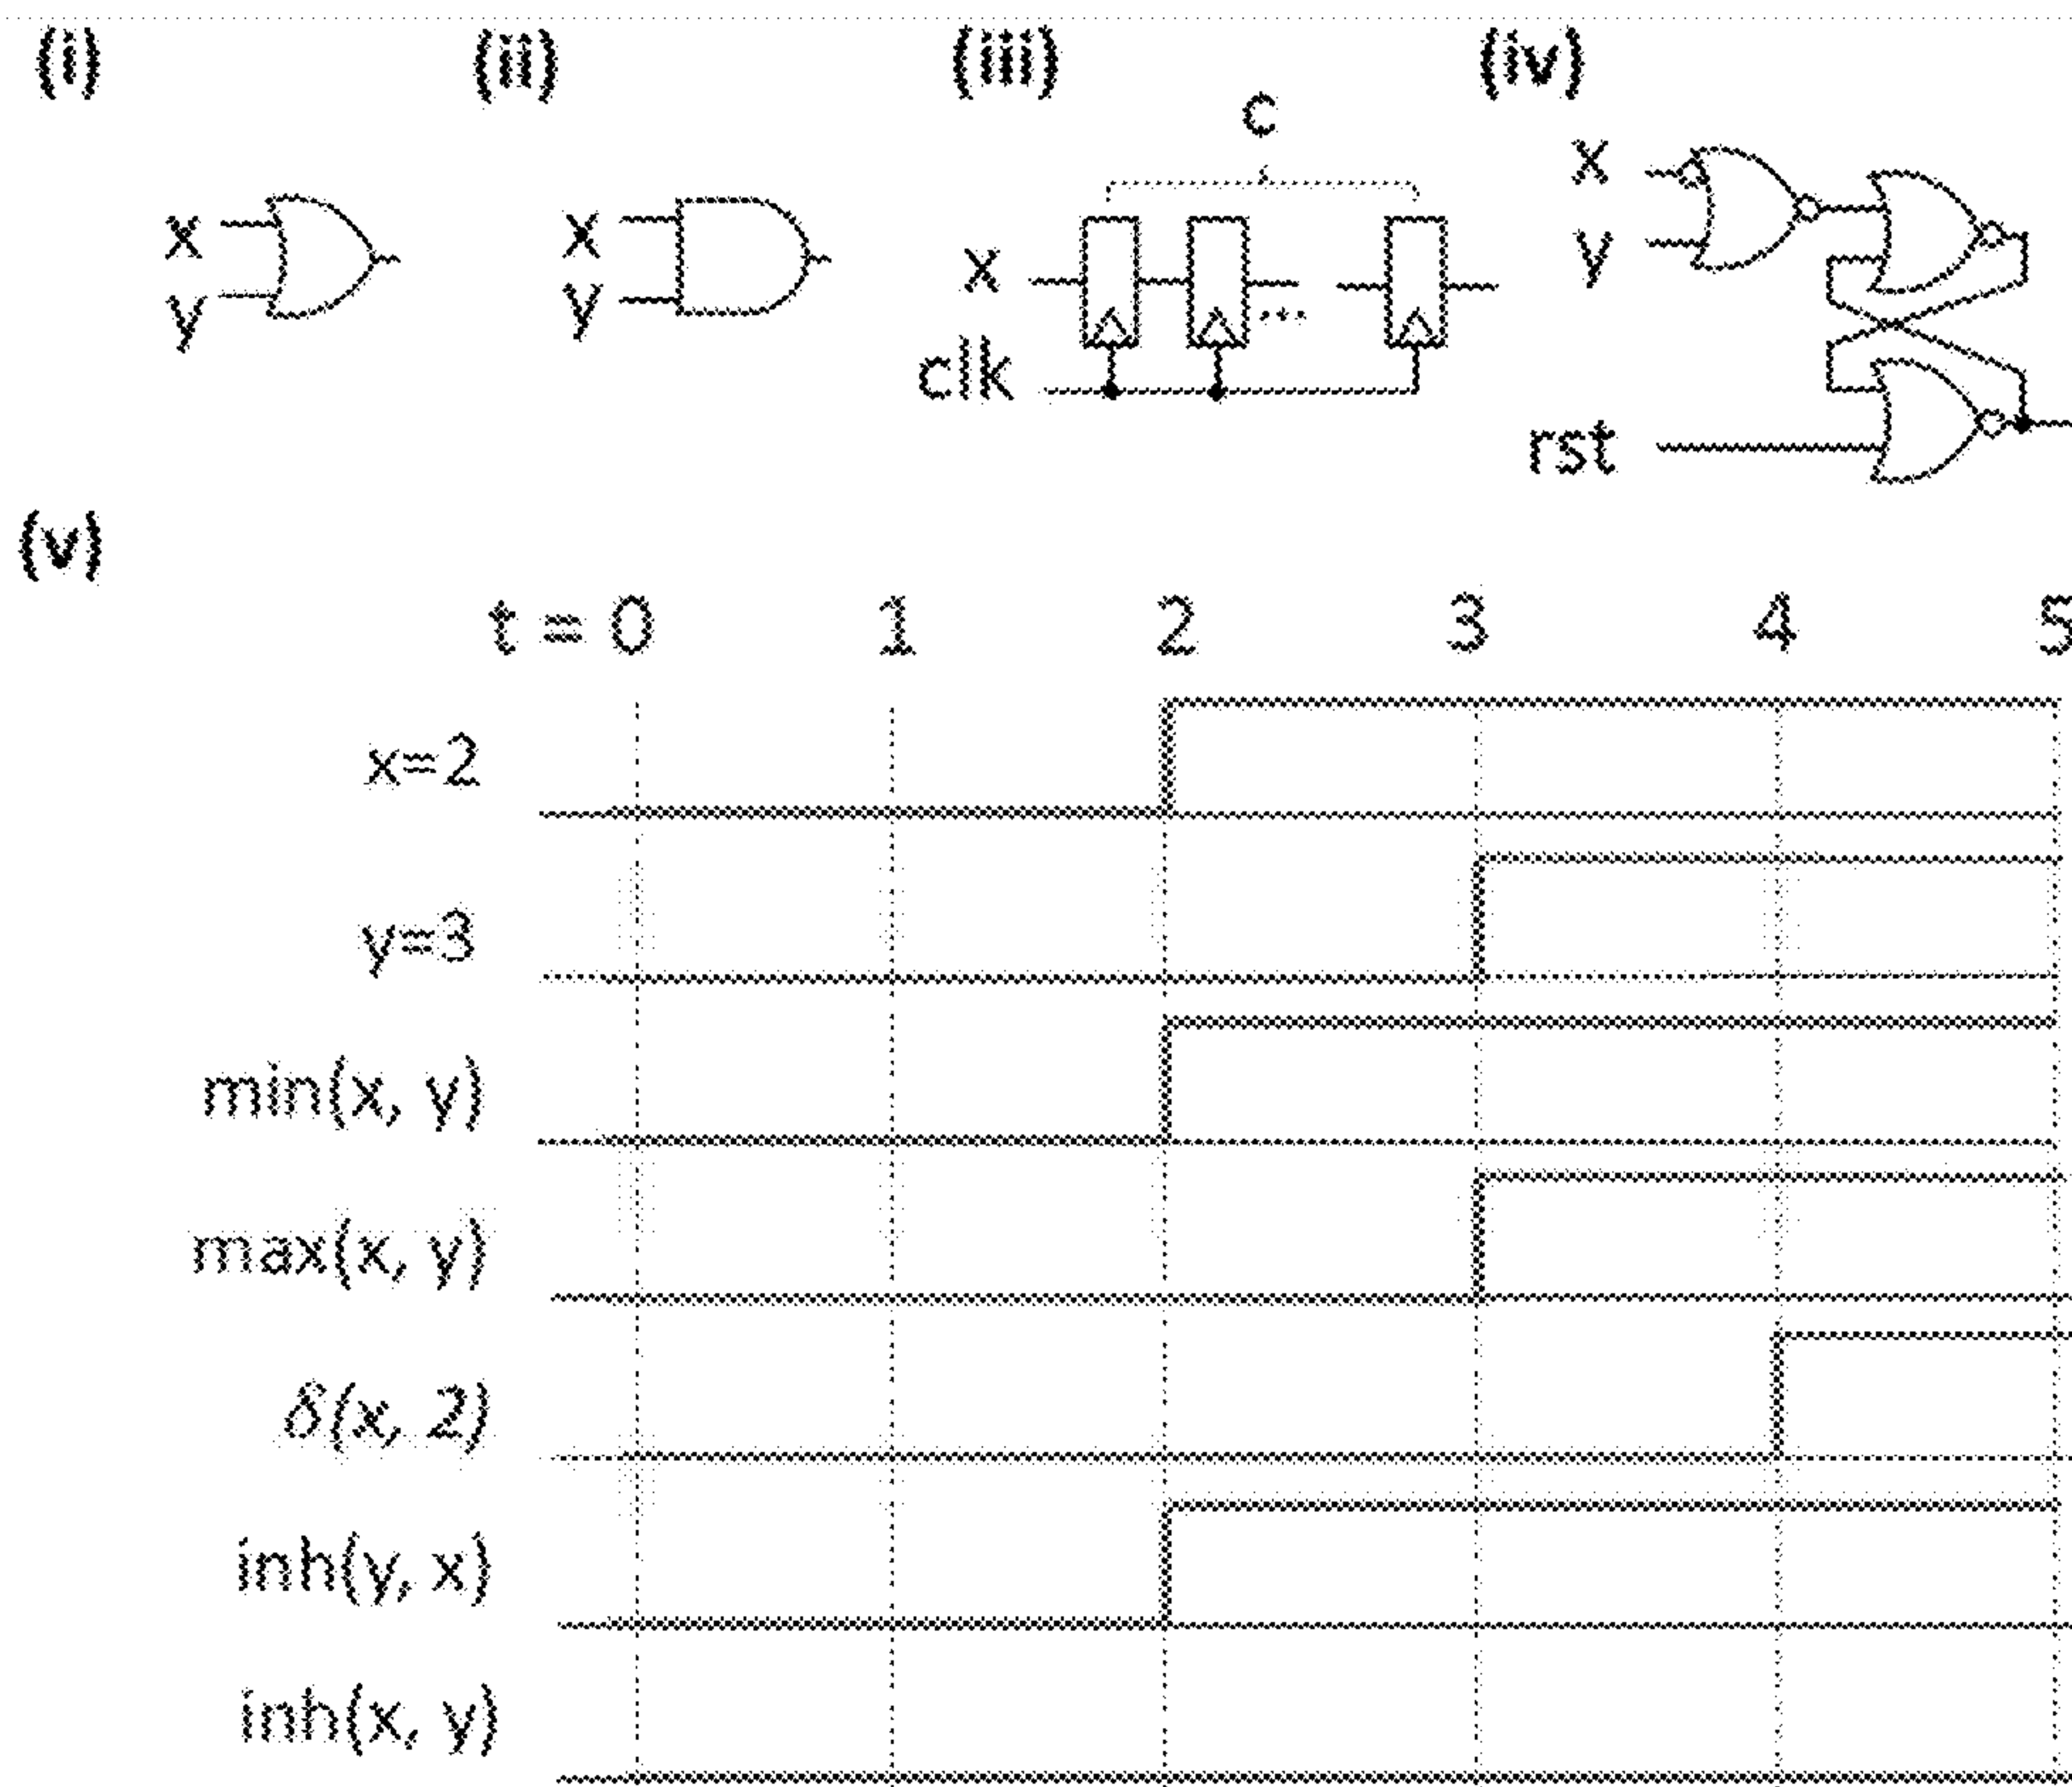 (i) (ii) (iii) (iv)
c
x
y
x
y
x
...
clk
x
y
rst
(v)
t = 0 1 2 3 4 5
x=2
y=3
min(x, y)
max(x, y)
δ(x, 2)
inh(y, x)
inh(x, y)